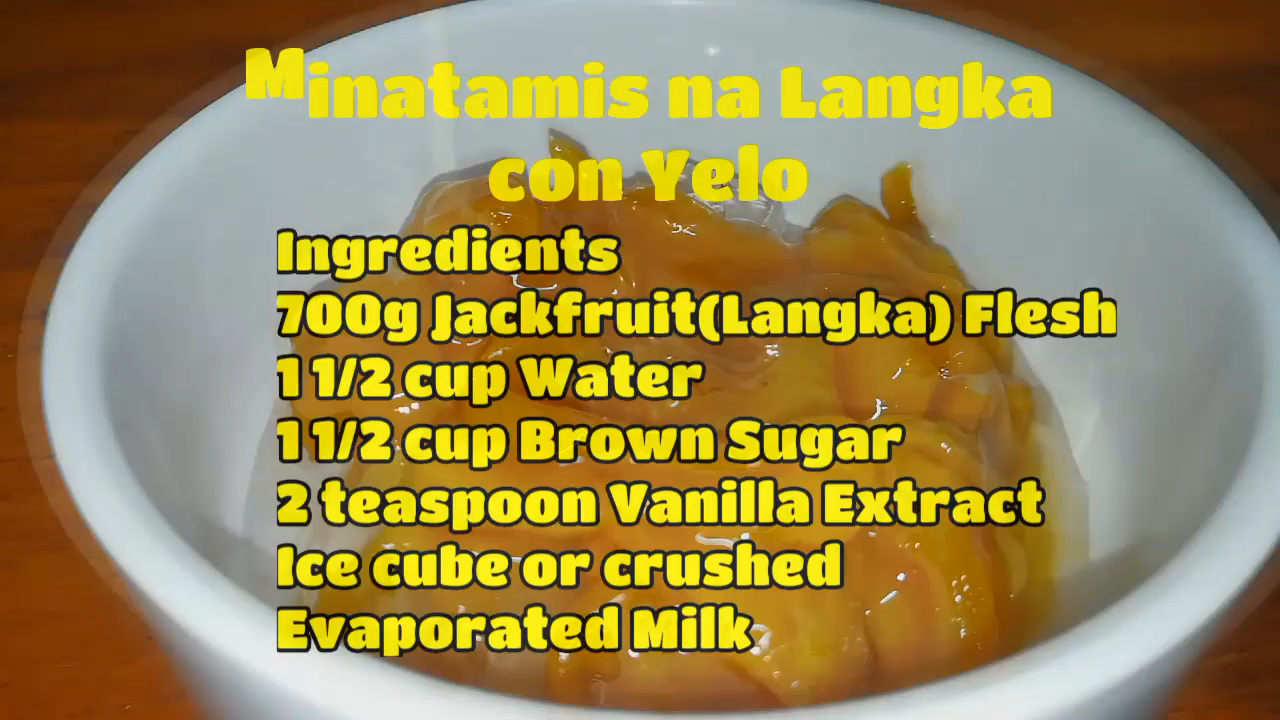 Minatamis na Langka
con Yelo
Ingredients
700g Jackfruit(Langka) Flesh
1 1/2 cup Water
1 1/2 cup Brown Sugar
2 teaspoon Vanilla Extract
Ice cube or crushed
Evaporated Milk